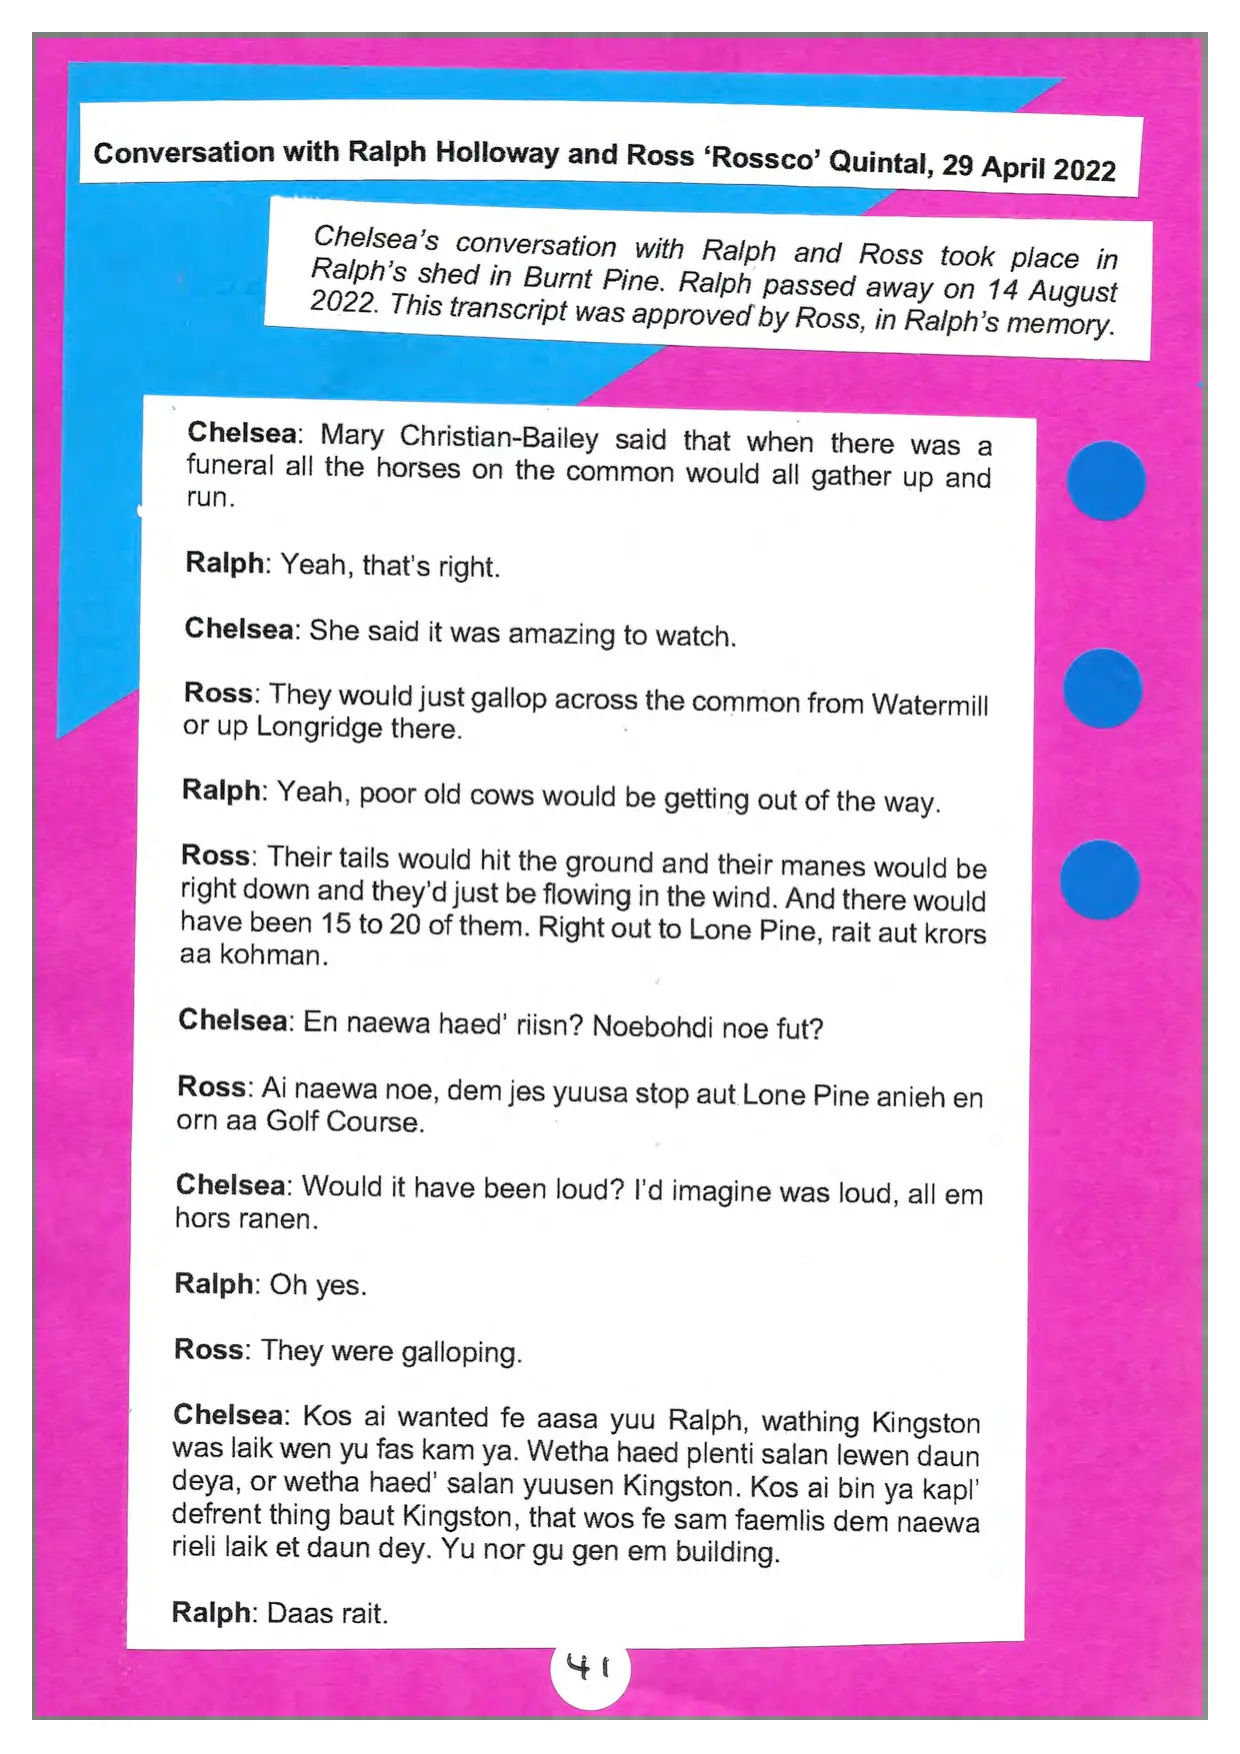 Conversation with Ralph Holloway and Ross ‘Rossco’ Quintal, 29 April 2022
Chelsea’s conversation with Ralph and Ross took place in
Ralph’s shed in Burnt Pine. Ralph passed away on 14 August
2022. This transcript was approved by Ross, in Ralph’s memory.
Chelsea: Mary Christian-Bailey said that when there was a
funeral all the horses on the common would all gather up and
run.
Ralph: Yeah, that's right.
Chelsea: She said it was amazing to watch.
Ross: They would just gallop across the common from Watermill
or up Longridge there.
Ralph: Yeah, poor old cows would be getting out of the way.
Ross: Their tails would hit the ground and their manes would be
right down and they’d just be flowing in the wind. And there would
have been 15 to 20 of them. Right out to Lone Pine, rait aut krors
aa kohman.
Chelsea: En naewa haed’ riisn? Noebohdi noe fut?
Ross: Ai naewa noe, dem jes yuusa stop aut Lone Pine anieh en
orn aa Golf Course.
Chelsea: Would it have been loud? I’d imagine was loud, all em
hors ranen.
Ralph: Oh yes.
Ross: They were galloping.
Chelsea: Kos ai wanted fe aasa yuu Ralph, wathing Kingston
was laik wen yu fas kam ya. Wetha haed plenti salan lewen daun
deya, or wetha haed’ salan yuusen Kingston. Kos ai bin ya kapl’
defrent thing baut Kingston, that wos fe sam faemlis dem naewa
rieli laik et daun dey. Yu nor gu gen em building.
Ralph: Daas rait.
41